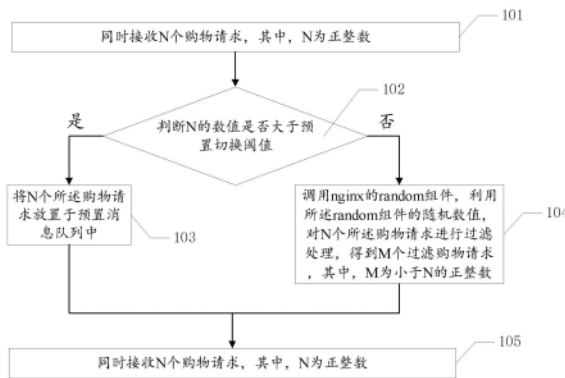 101
同时接收N个购物请求,其中,N为正整数
102
判断N的数值是否大于预
置切换阈值
是
否
将N个所述购物请
求放置于预置消
息队列中
103
调用nginx的random组件,利用
所述random组件的随机数值,
对N个所述购物请求进行过滤
处理,得到M个过滤购物请求
,其中,M为小于N的正整数
104
105
同时接收N个购物请求,其中,N为正整数